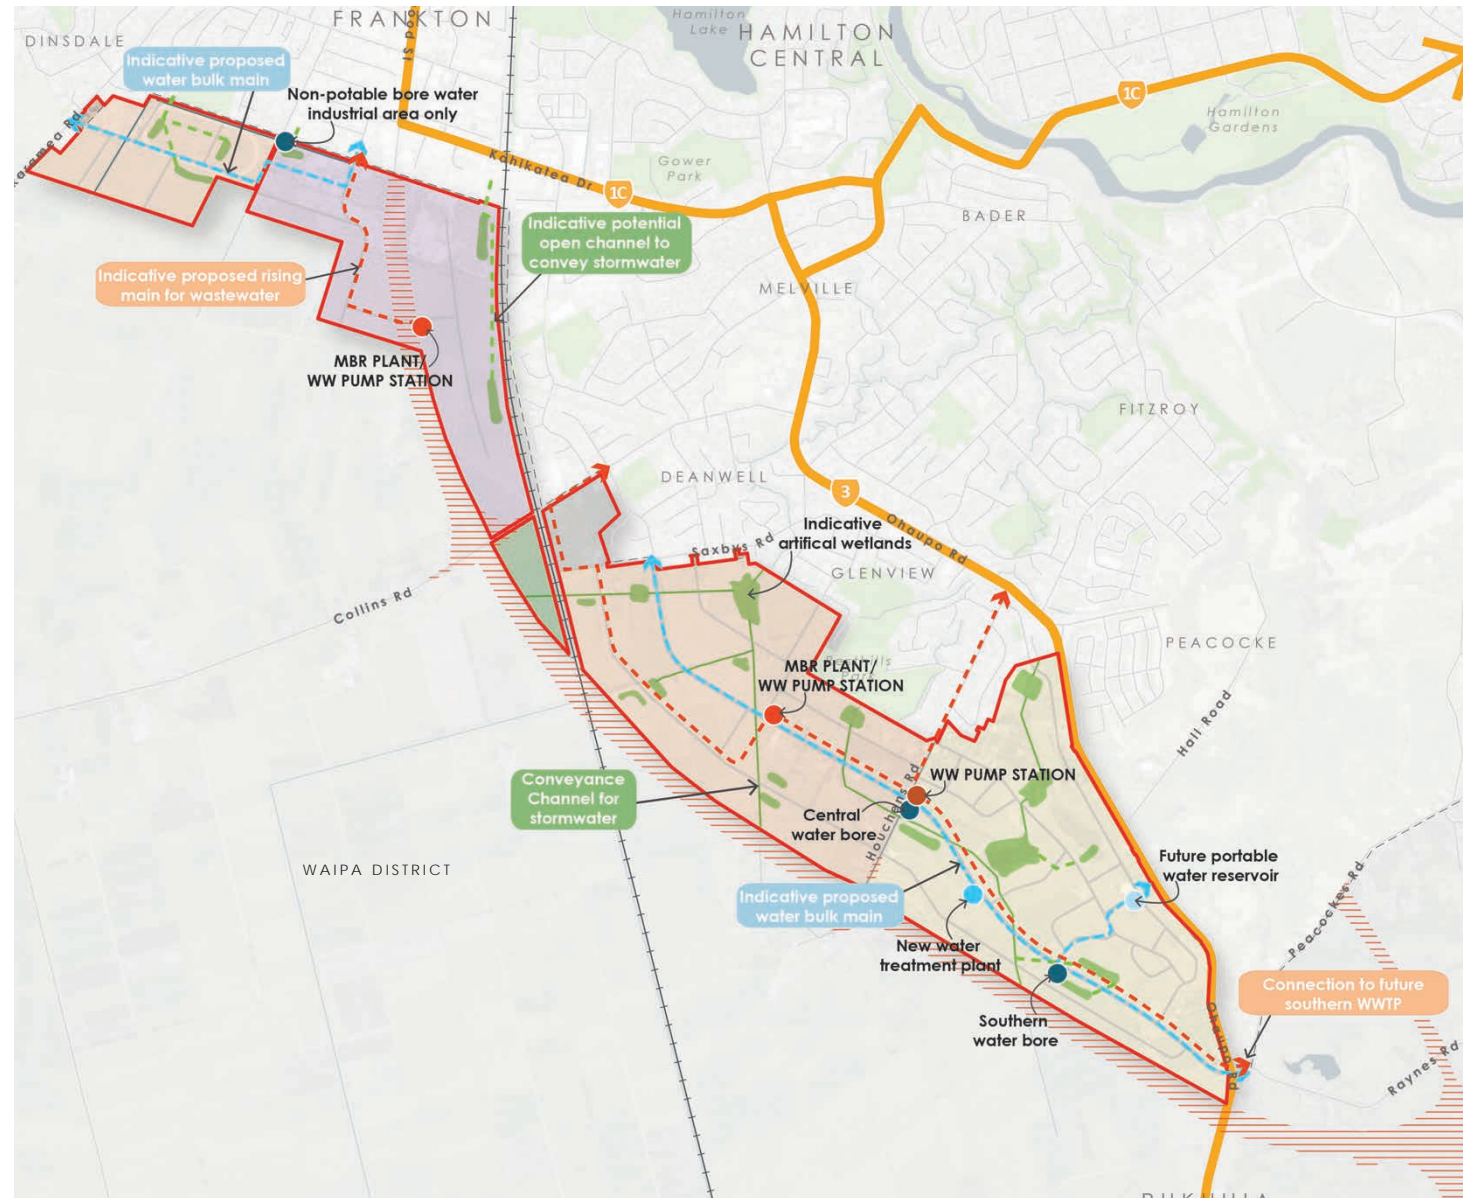 FRANKTON
Hamilton
Lake
HAMILTON
CENTRAL
DINSDALE
Indicative proposed
water bulk main
Non-potable bore water
industrial area only
1C
Hamilton
Gardens
Kahikatea Dr
Gower
Park
1C
BADER
Indicative potential
open channel to
convey stormwater
Indicative proposed rising
main for wastewater
MELVILLE
MBR PLANT/
WW PUMP STATION
FITZROY
DEANWELL
3
Ohaupo Rd
Indicative
artifical wetlands
Saxbys Rd
GLENVIEW
Collins Rd
PEACOCKE
MBR PLANT/
WW PUMP STATION
Park
Hall Road
Conveyance
Channel for
stormwater
WW PUMP STATION
Central
water bore
Houchens Rd
Future portable
water reservoir
WAIPA DISTRICT
Indicative proposed
water bulk main
Peacockes Rd
New water
treatment plant
Connection to future
southern WWTP
Southern
water bore
Ohaupo Rd
Raynes Rd